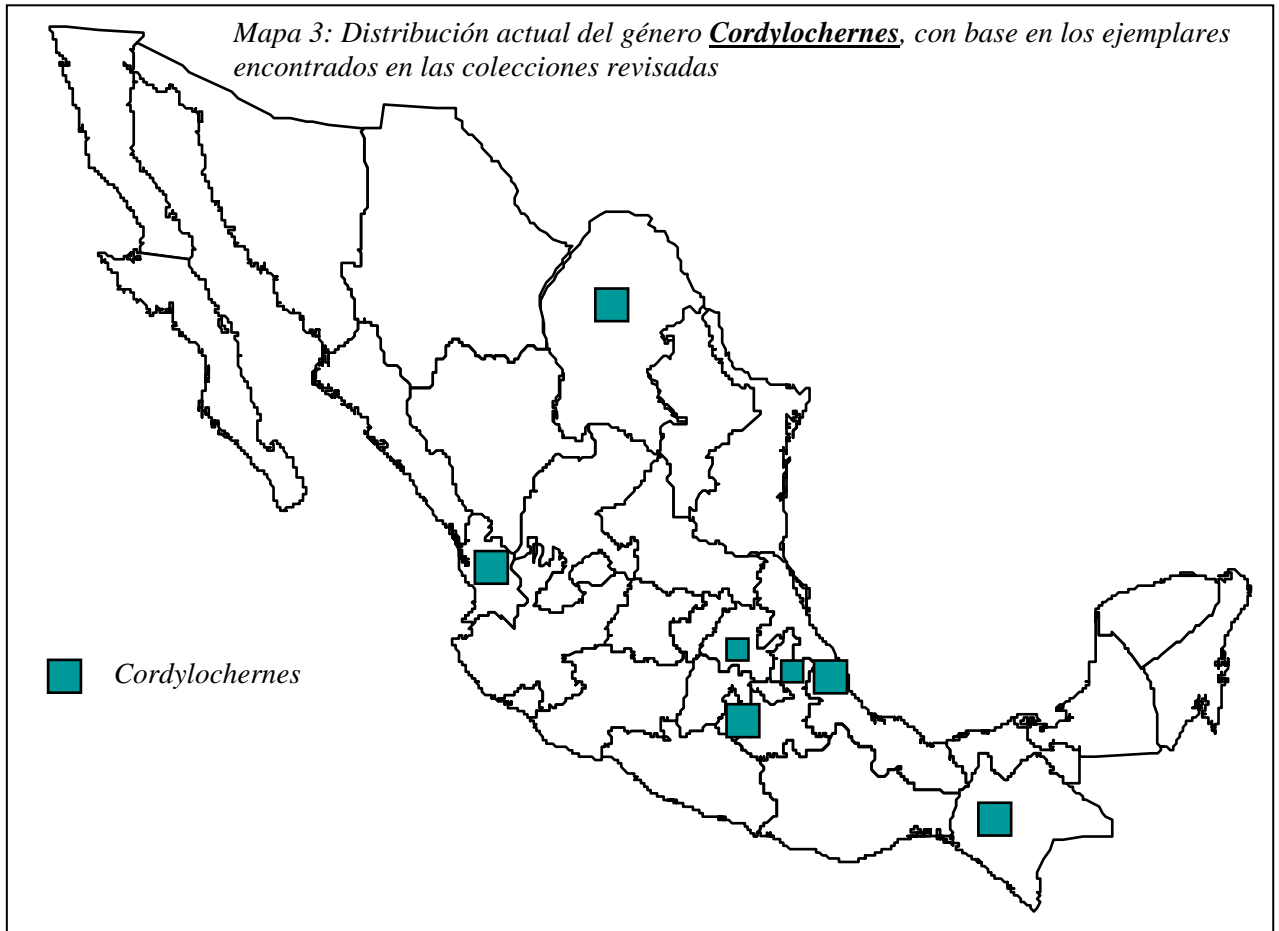 Mapa 3: Distribución actual del género Cordylochernes, con base en los ejemplares
encontrados en las colecciones revisadas
Cordylochernes